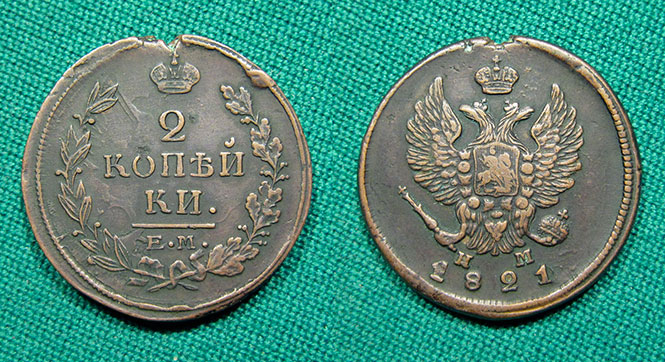 2
КОПѢЙ
КИ.
Е.М.
Н М
1821